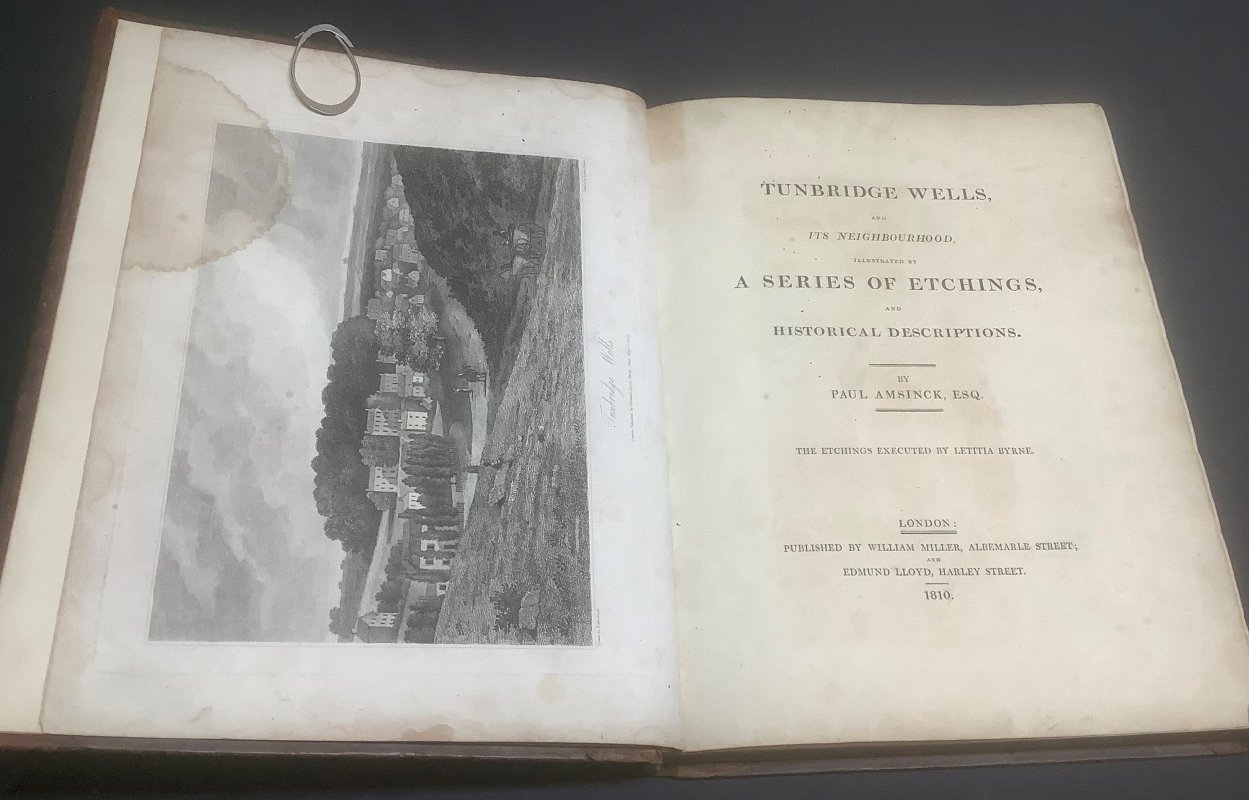 Tunbridge Wells
TUNBRIDGE WELLS,
AND
ITS NEIGHBOURHOOD,
ILLUSTRATED BY
A SERIES OF ETCHINGS,
AND
HISTORICAL DESCRIPTIONS.
BY
PAUL AMSINCK, ESQ.
THE ETCHINGS EXECUTED BY LETITIA BYRNE.
LONDON:
PUBLISHED BY WILLIAM MILLER, ALBEMARLE STREET;
AND
EDMUND LLOYD, HARLEY STREET.
1810.